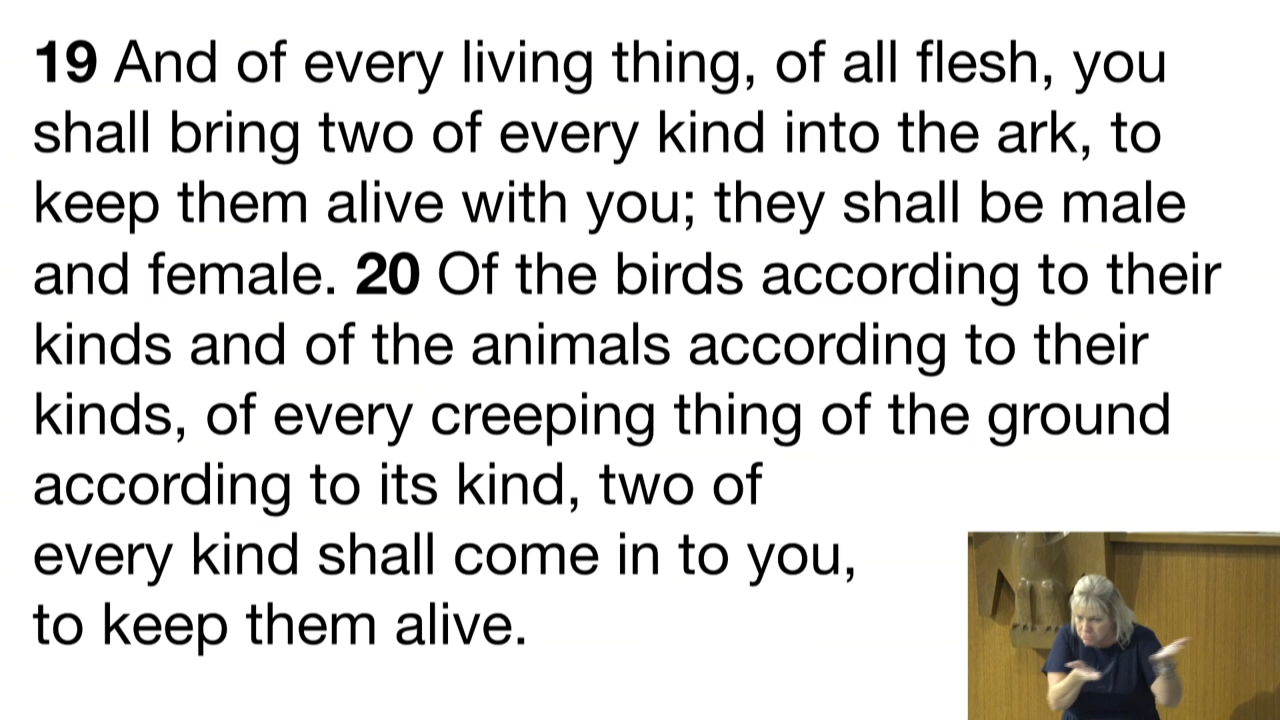 19 And of every living thing, of all flesh, you
shall bring two of every kind into the ark, to
keep them alive with you; they shall be male
and female. 20 Of the birds according to their
kinds and of the animals according to their
kinds, of every creeping thing of the ground
according to its kind, two of
every kind shall come in to you,
to keep them alive.